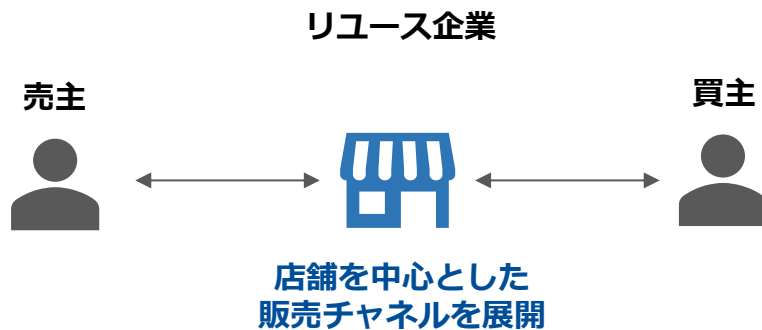 リユース企業
売主
買主
店舗を中心とした
販売チャネルを展開